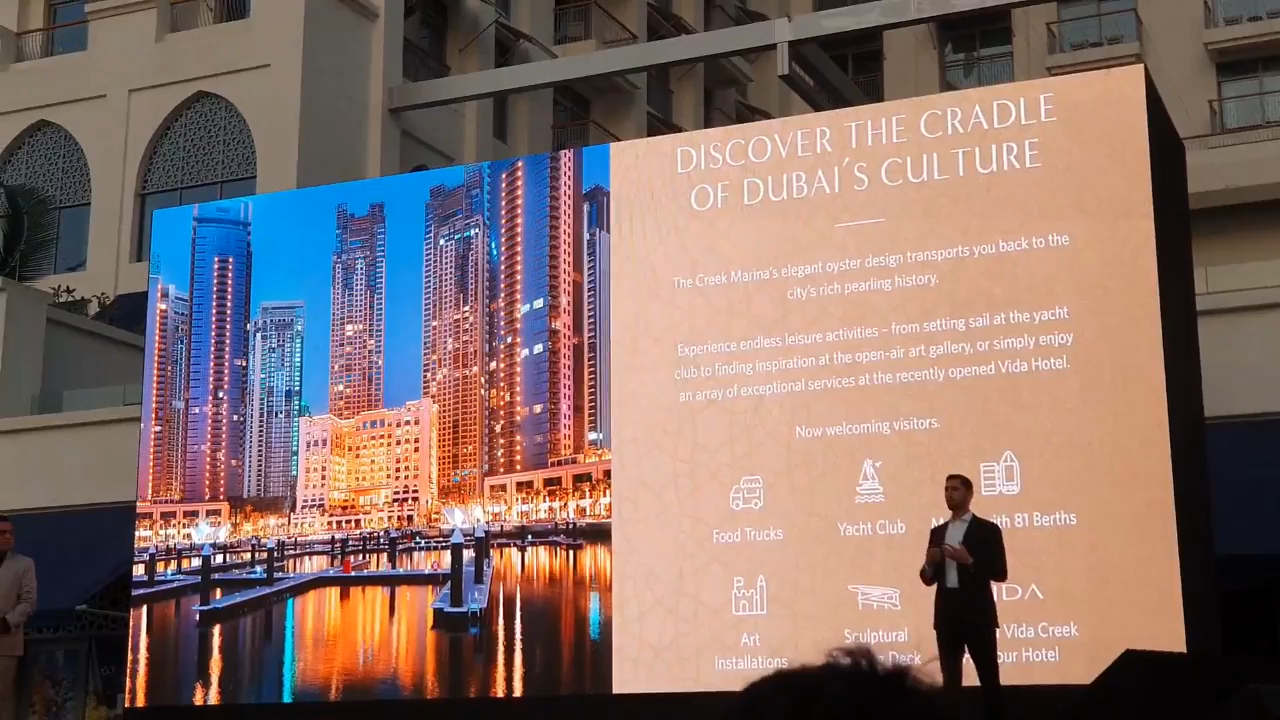 DISCOVER THE CRADLE
OF DUBAI'S CULTURE
The Creek Marina's elegant oyster design transports you back to the
city's rich pearling history.
Experience endless leisure activities – from setting sail at the yacht
club to finding inspiration at the open-air art gallery, or simply enjoy
an array of exceptional services at the recently opened Vida Hotel.
Now welcoming visitors.
Food Trucks
Yacht Club
with 81 Berths
Art
Installations
Sculptural
Deck
Vida Creek
Hotel